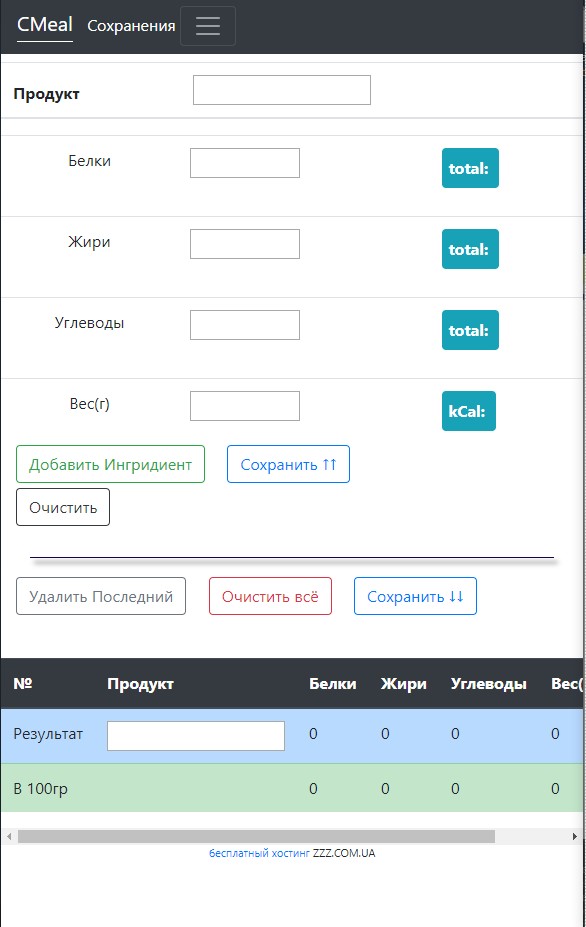 CMeal Сохранения
Продукт
Белки total:
Жири total:
Углеводы total:
Вес(г) kCal:
Добавить Ингридиент Сохранить ↑↑
Очистить
Удалить Последний Очистить всё Сохранить ↓↓
№ Продукт Белки Жири Углеводы Вес(
Результат 0 0 0 0
В 100гр 0 0 0 0
бесплатный хостинг ZZZ.COM.UA